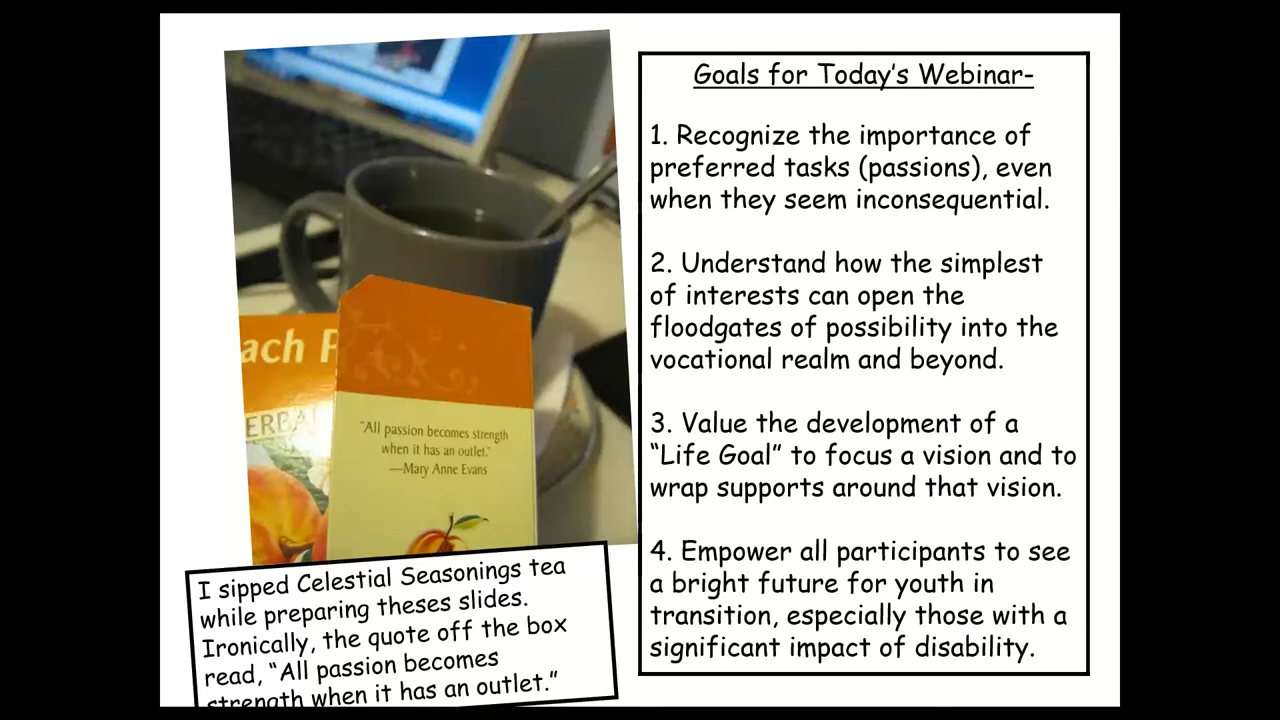 ach
ERBAL
"All passion becomes strength
when it has an outlet."
—Mary Anne Evans
I sipped Celestial Seasonings tea
while preparing theses slides.
Ironically, the quote off the box
read, “All passion becomes
strength when it has an outlet.”
Goals for Today’s Webinar-
1. Recognize the importance of
preferred tasks (passions), even
when they seem inconsequential.
2. Understand how the simplest
of interests can open the
floodgates of possibility into the
vocational realm and beyond.
3. Value the development of a
“Life Goal” to focus a vision and to
wrap supports around that vision.
4. Empower all participants to see
a bright future for youth in
transition, especially those with a
significant impact of disability.